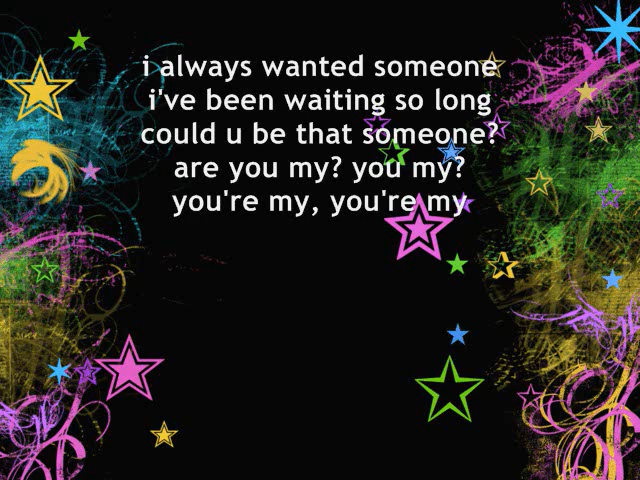 i always wanted someone
i've been waiting so long
could u be that someone?
are you my? you my?
you're my, you're my